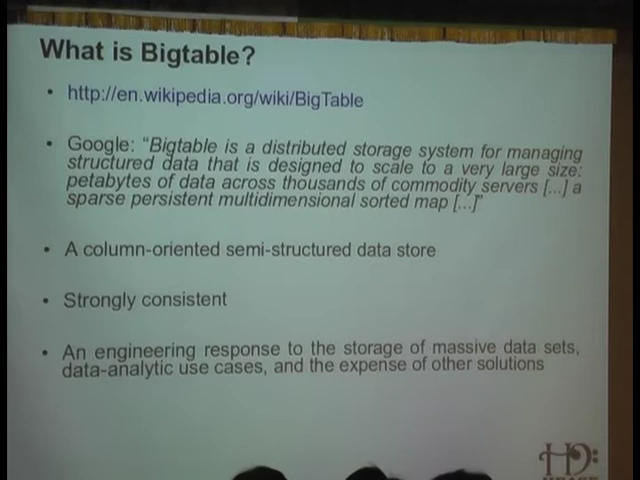 What is Bigtable?
• http://en.wikipedia.org/wiki/BigTable
• Google: “Bigtable is a distributed storage system for managing
structured data that is designed to scale to a very large size:
petabytes of data across thousands of commodity servers [...] a
sparse persistent multidimensional sorted map [...]”
• A column-oriented semi-structured data store
• Strongly consistent
• An engineering response to the storage of massive data sets,
data-analytic use cases, and the expense of other solutions